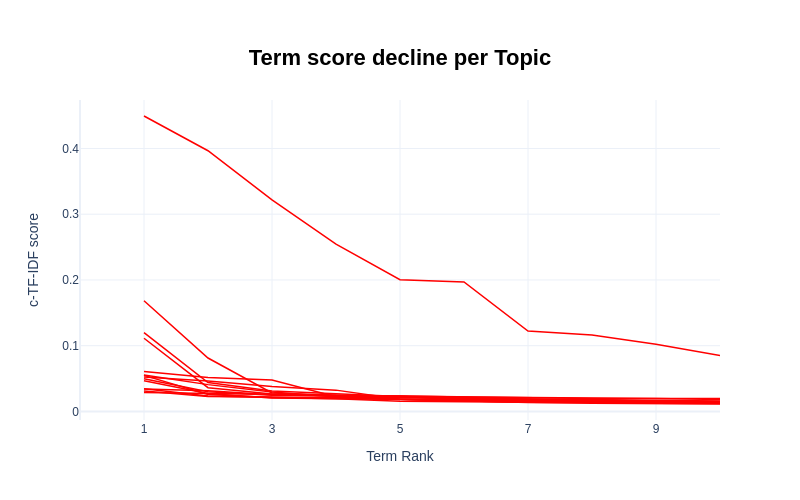 Term score decline per Topic
c-TF-IDF score
0.4
0.3
0.2
0.1
0
1 3 5 7 9
Term Rank